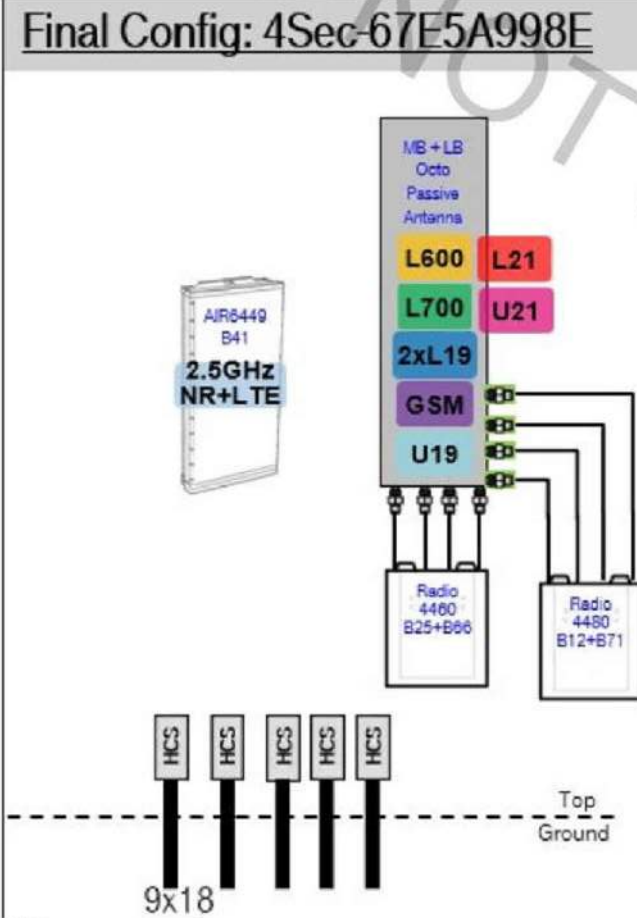 Final Config: 4Sec-67E5A998E
NOT
MB + LB
Octo
Passive
Antenna
L600
L21
L700
U21
2xL19
GSM
U19
AIR6449
B41
2.5GHz
NR+LTE
Radio
4460
B25+B66
Radio
4480
B12+B71
HCS
HCS
HCS
HCS
HCS
Top
Ground
9x18